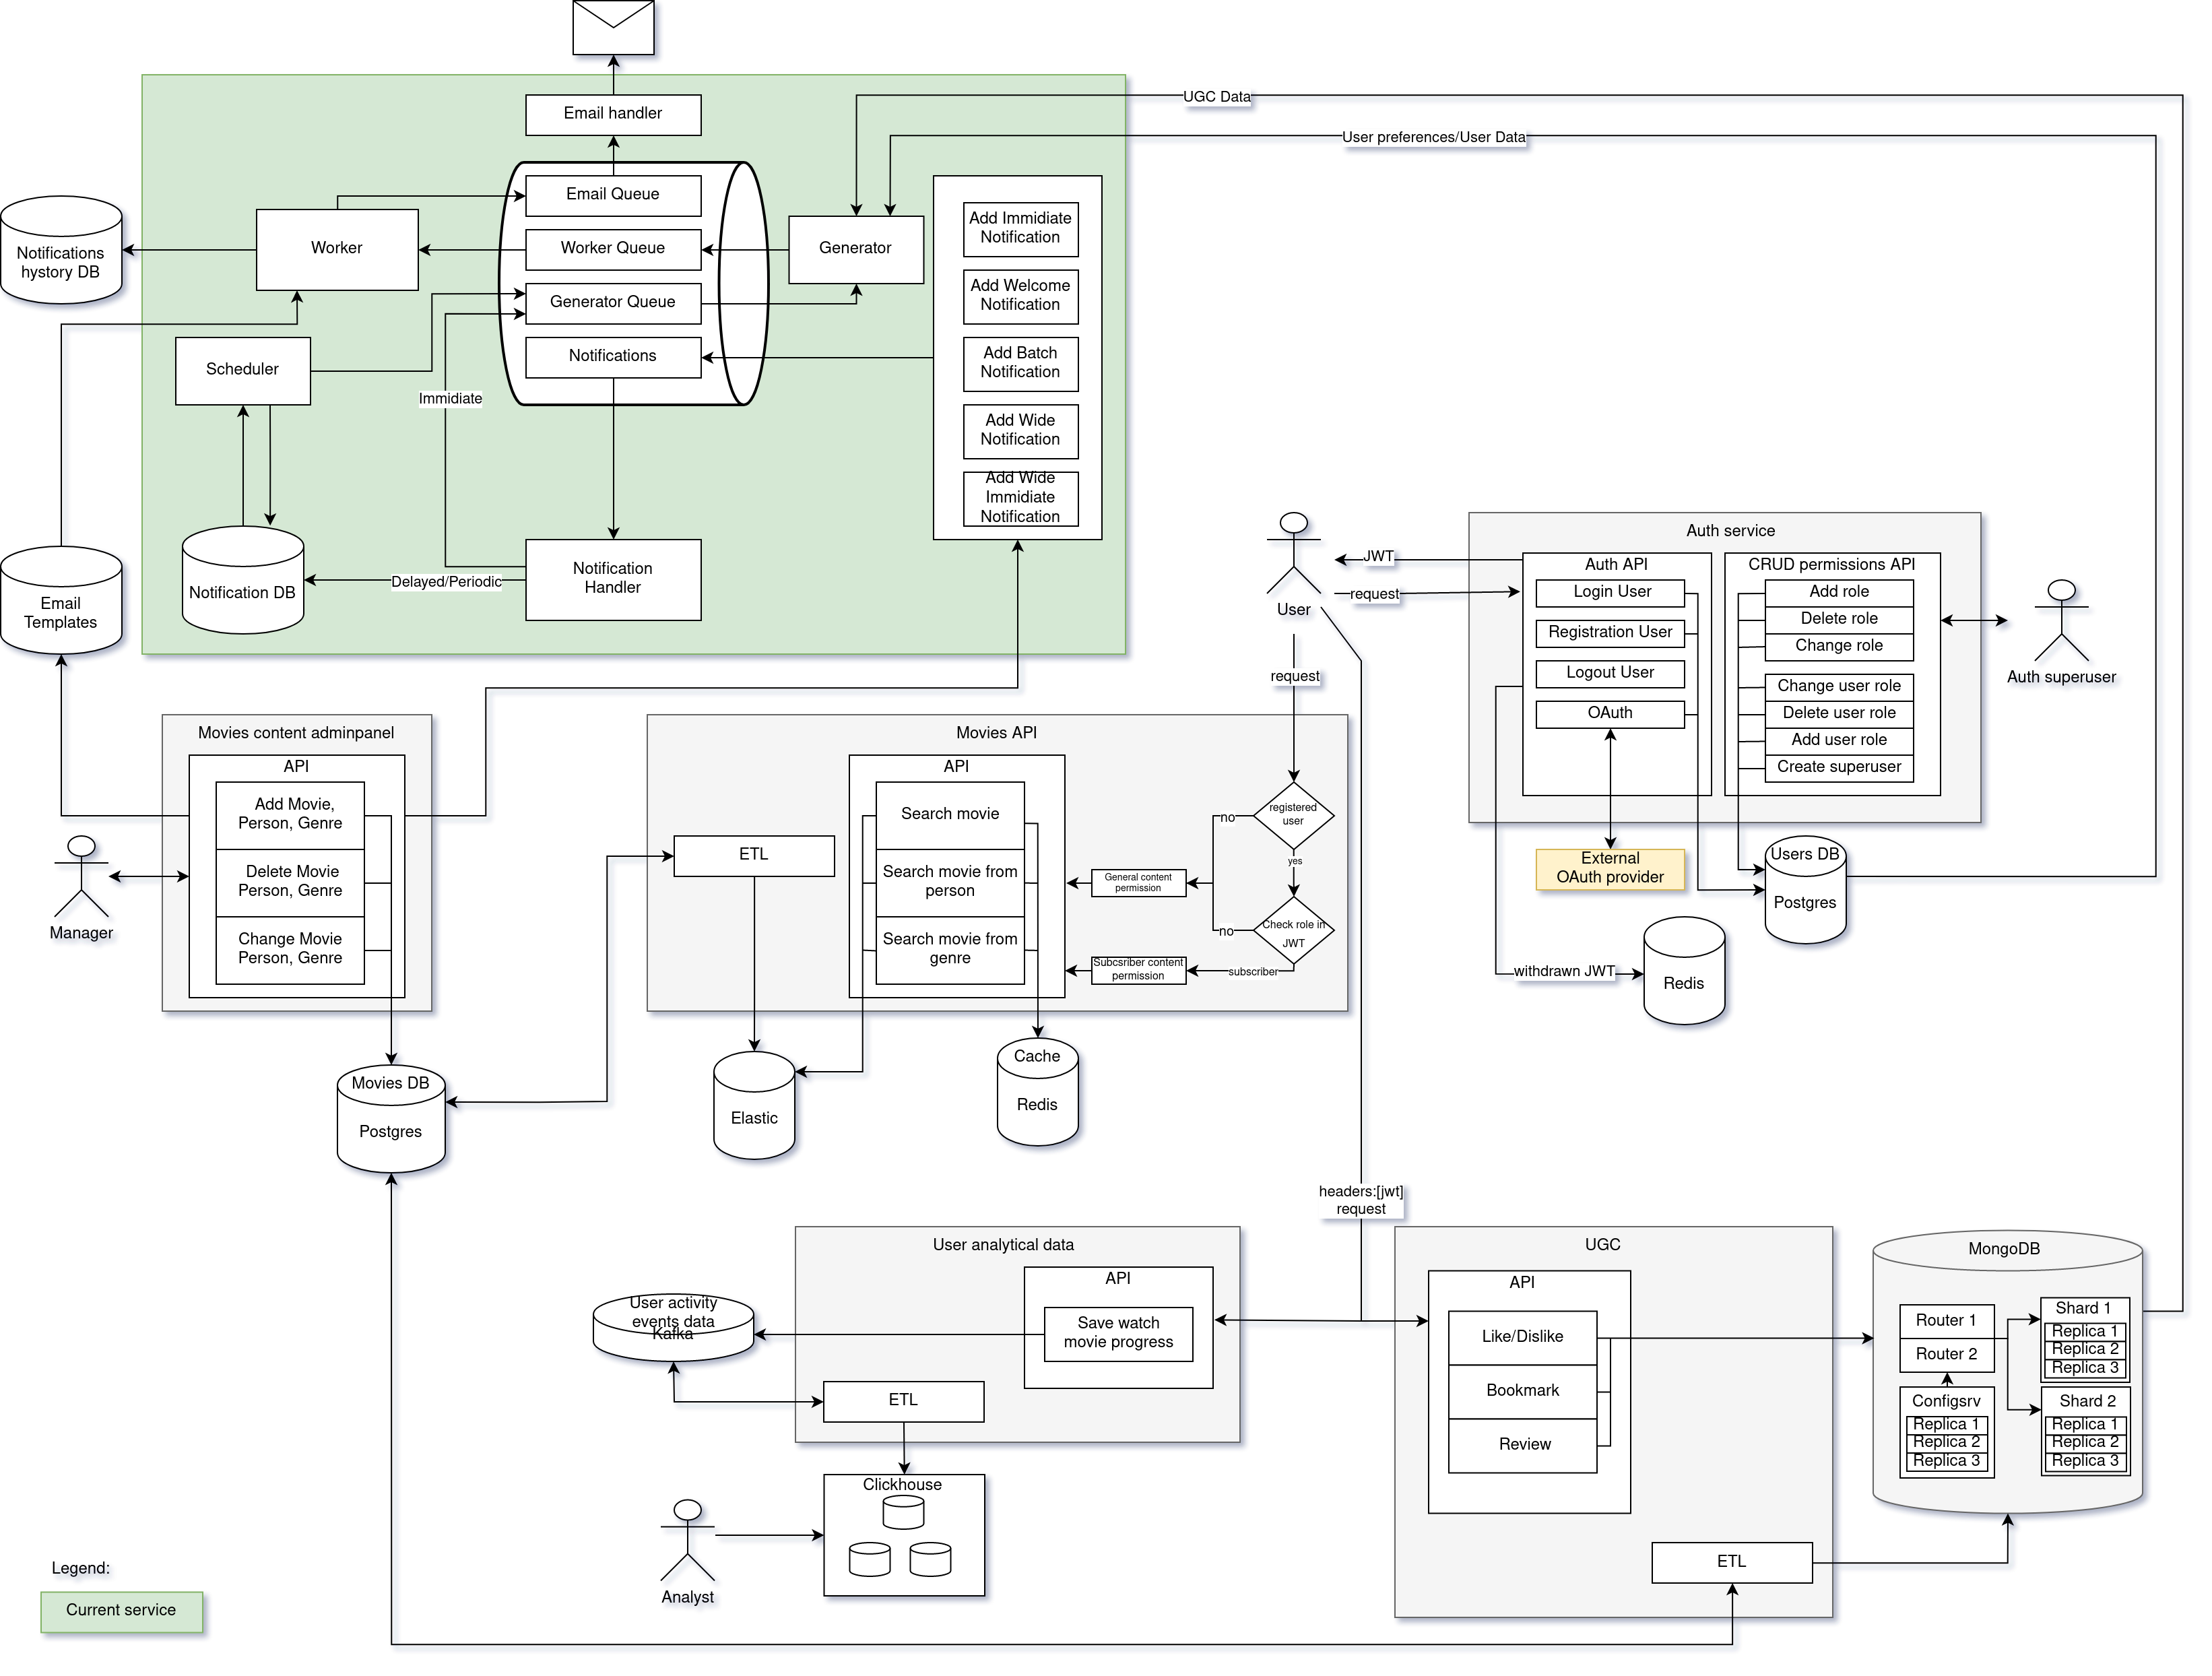 UGC Data
Email handler
User preferences/User Data
Email Queue
Worker
Worker Queue
Generator
Generator Queue
Notifications
Notifications
hystory DB
Add Immidiate
Notification
Add Welcome
Notification
Add Batch
Notification
Add Wide
Notification
Add Wide
Immidiate
Notification
Scheduler
Immidiate
Notification
Handler
Delayed/Periodic
Notification DB
Email
Templates
User
JWT
request
request
Auth service
Auth API
Login User
Registration User
Logout User
OAuth
CRUD permissions API
Add role
Delete role
Change role
Change user role
Delete user role
Add user role
Create superuser
Auth superuser
External
OAuth provider
Users DB
Postgres
withdrawn JWT
Redis
Movies content adminpanel
API
Add Movie,
Person, Genre
Delete Movie
Person, Genre
Change Movie
Person, Genre
Manager
Movies DB
Postgres
Movies API
API
Search movie
Search movie from
person
Search movie from
genre
ETL
registered
user
no
yes
General content
permission
Check role in
JWT
no
Subcsriber content
permission
subscriber
Elastic
Cache
Redis
headers:[jwt]
request
User analytical data
API
Save watch
movie progress
User activity
events data
Kafka
ETL
Clickhouse
Analyst
UGC
API
Like/Dislike
Bookmark
Review
ETL
MongoDB
Router 1
Router 2
Configsrv
Replica 1
Replica 2
Replica 3
Shard 1
Replica 1
Replica 2
Replica 3
Shard 2
Replica 1
Replica 2
Replica 3
Legend:
Current service